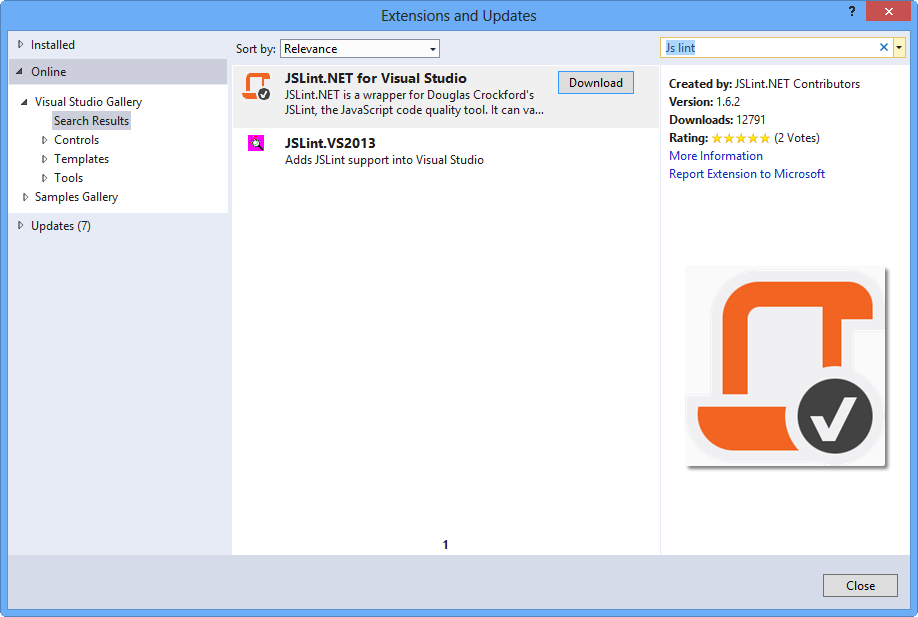 Extensions and Updates
?
Installed
Online
Visual Studio Gallery
Search Results
Controls
Templates
Tools
Samples Gallery
Updates (7)
Sort by: Relevance
JSLint.NET for Visual Studio
JSLint.NET is a wrapper for Douglas Crockford's
JSLint, the JavaScript code quality tool. It can va...
Download
JSLint.VS2013
Adds JSLint support into Visual Studio
1
Js lint
Created by: JSLint.NET Contributors
Version: 1.6.2
Downloads: 12791
Rating: (2 Votes)
More Information
Report Extension to Microsoft
Close